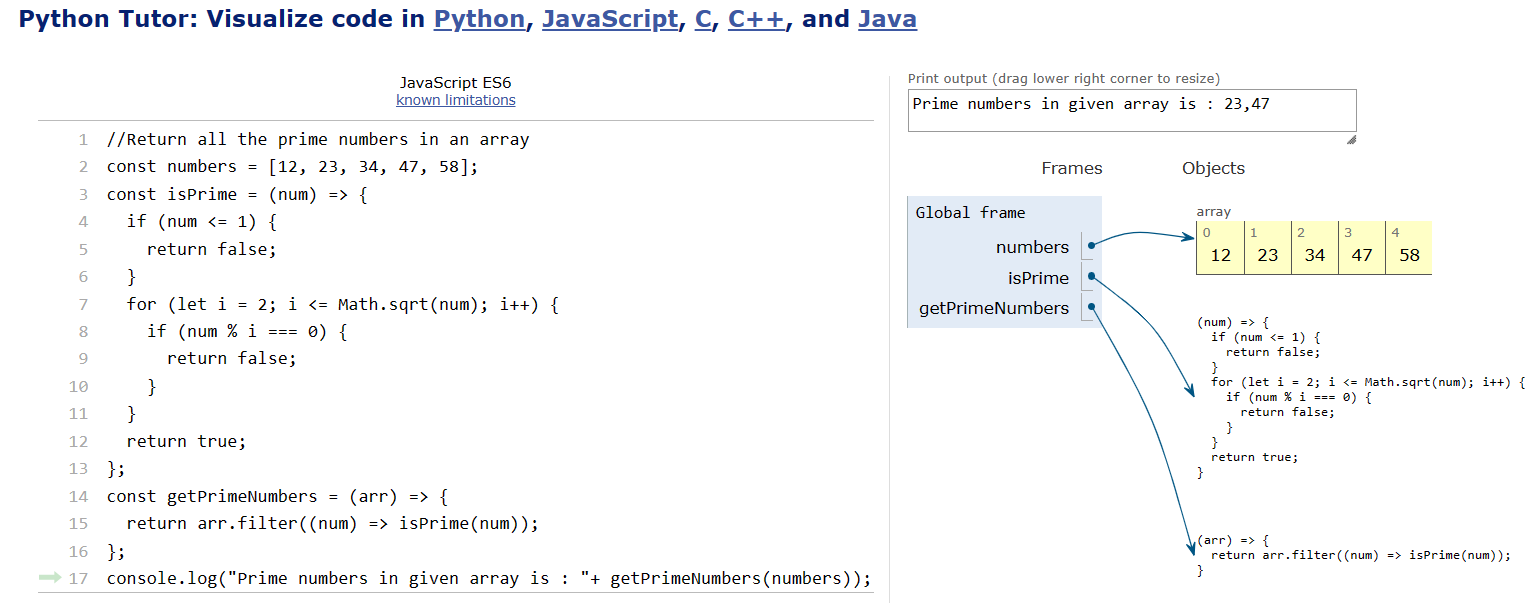 Python Tutor: Visualize code in Python, JavaScript, C, C++, and Java
JavaScript ES6
known limitations
1 //Return all the prime numbers in an array
2 const numbers = [12, 23, 34, 47, 58];
3 const isPrime = (num) => {
4   if (num <= 1) {
5     return false;
6   }
7   for (let i = 2; i <= Math.sqrt(num); i++) {
8     if (num % i === 0) {
9       return false;
10     }
11   }
12   return true;
13 };
14 const getPrimeNumbers = (arr) => {
15   return arr.filter((num) => isPrime(num));
16 };
17 console.log("Prime numbers in given array is : "+ getPrimeNumbers(numbers));
Print output (drag lower right corner to resize)
Prime numbers in given array is : 23,47
Frames Objects
Global frame
numbers
isPrime
getPrimeNumbers
array
0 1 2 3 4
12 23 34 47 58
(num) => {
  if (num <= 1) {
    return false;
  }
  for (let i = 2; i <= Math.sqrt(num); i++) {
    if (num % i === 0) {
      return false;
    }
  }
  return true;
}
(arr) => {
  return arr.filter((num) => isPrime(num));
}